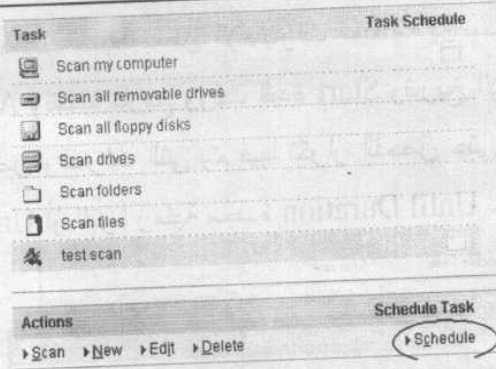 Task Task Schedule
Scan my computer
Scan all removable drives
Scan all floppy disks
Scan drives
Scan folders
Scan files
test scan
Actions Schedule Task
Scan New Edit Delete Schedule